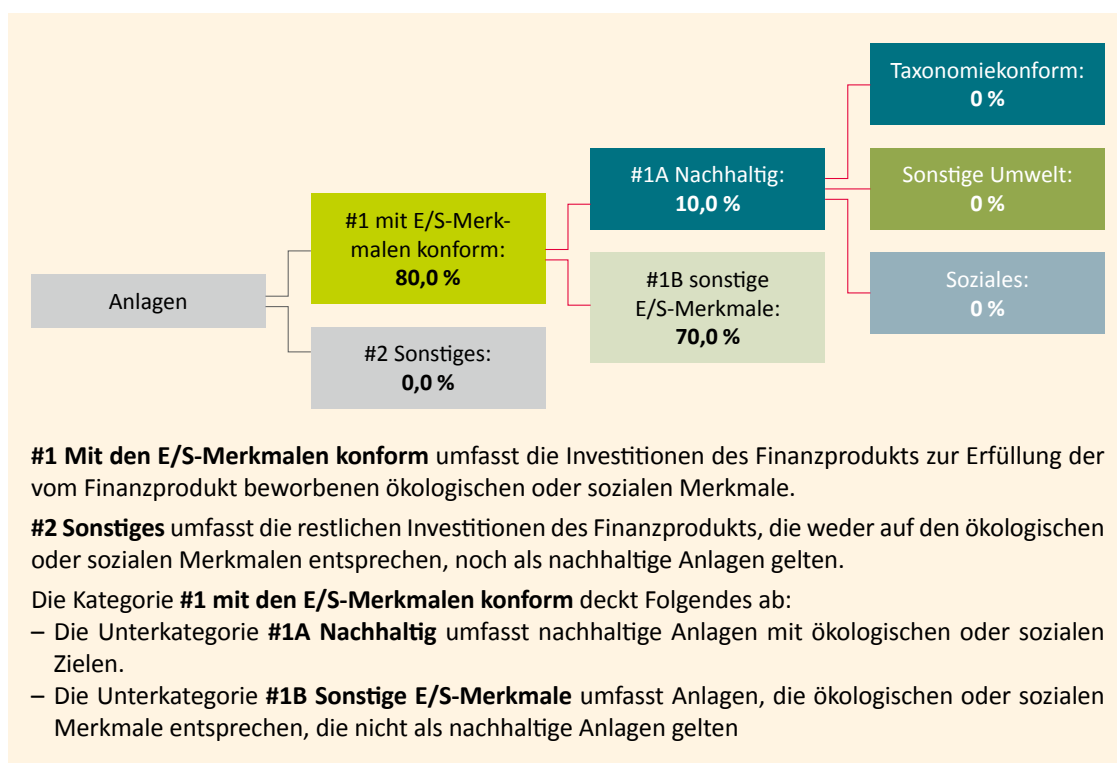 Taxonomiekonform:
0 %
#1A Nachhaltig:
10,0 %
Sonstige Umwelt:
0 %
#1 mit E/S-Merk-
malen konform:
80,0 %
Anlagen
#1B sonstige
E/S-Merkmale:
70,0 %
Soziales:
0 %
#2 Sonstiges:
0,0 %
#1 Mit den E/S-Merkmalen konform umfasst die Investitionen des Finanzprodukts zur Erfüllung der
vom Finanzprodukt beworbenen ökologischen oder sozialen Merkmale.
#2 Sonstiges umfasst die restlichen Investitionen des Finanzprodukts, die weder auf den ökologischen
oder sozialen Merkmalen entsprechen, noch als nachhaltige Anlagen gelten.
Die Kategorie #1 mit den E/S-Merkmalen konform deckt Folgendes ab:
– Die Unterkategorie #1A Nachhaltig umfasst nachhaltige Anlagen mit ökologischen oder sozialen
Zielen.
– Die Unterkategorie #1B Sonstige E/S-Merkmale umfasst Anlagen, die ökologischen oder sozialen
Merkmale entsprechen, die nicht als nachhaltige Anlagen gelten